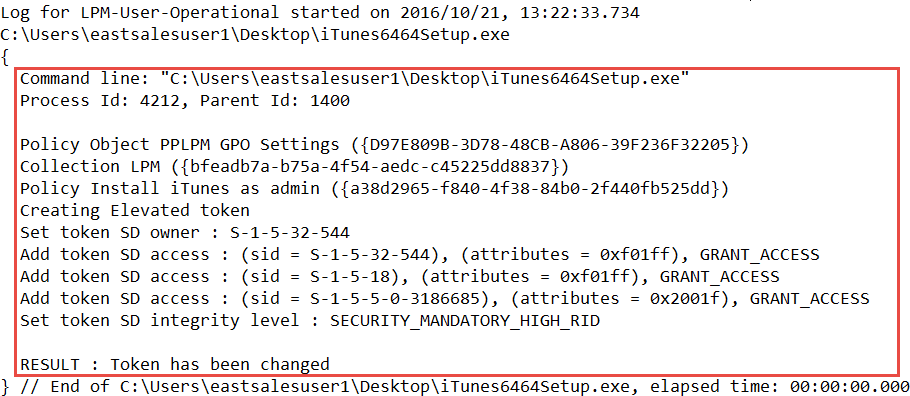 Log for LPM-User-Operational started on 2016/10/21, 13:22:33.734
C:\Users\eastsalesuser1\Desktop\iTunes6464Setup.exe
{
Command line: "C:\Users\eastsalesuser1\Desktop\iTunes6464Setup.exe"
Process Id: 4212, Parent Id: 1400
Policy Object PPLPM GPO Settings ({D97E809B-3D78-48CB-A806-39F236F32205})
Collection LPM ({bfeadb7a-b75a-4f54-aedc-c45225dd8837})
Policy Install iTunes as admin ({a38d2965-f840-4f38-84b0-2f440fb525dd})
Creating Elevated token
Set token SD owner : S-1-5-32-544
Add token SD access : (sid = S-1-5-32-544), (attributes = 0xf01ff), GRANT_ACCESS
Add token SD access : (sid = S-1-5-18), (attributes = 0xf01ff), GRANT_ACCESS
Add token SD access : (sid = S-1-5-5-0-3186685), (attributes = 0x2001f), GRANT_ACCESS
Set token SD integrity level : SECURITY_MANDATORY_HIGH_RID
RESULT : Token has been changed
} // End of C:\Users\eastsalesuser1\Desktop\iTunes6464Setup.exe, elapsed time: 00:00:00.000